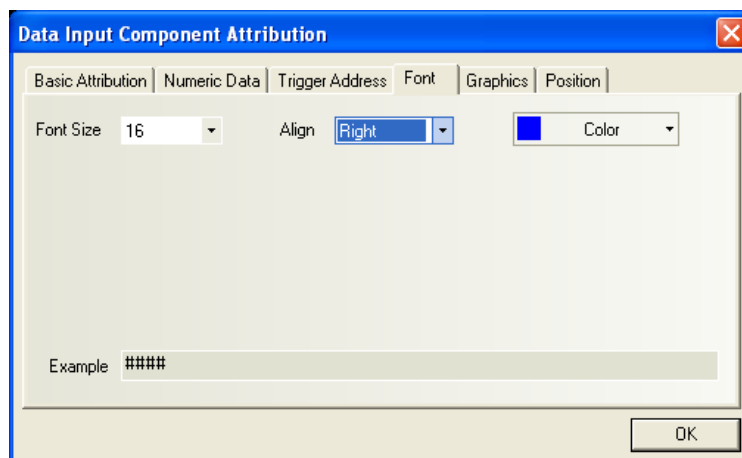 Data Input Component Attribution
Basic Attribution Numeric Data Trigger Address Font Graphics Position
Font Size 16 Align Right Color
Example ####
OK